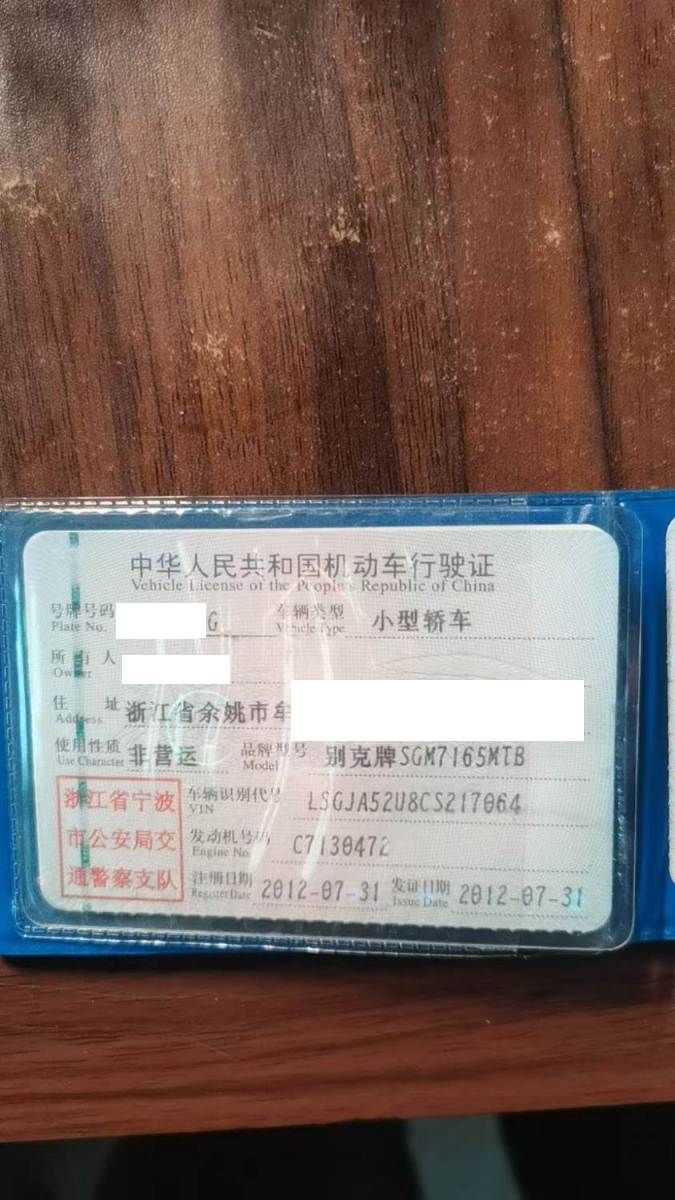 中华人民共和国机动车行驶证
Vehicle License of the People's Republic of China
号牌号码 G 车辆类型 小型轿车
Plate No. Vehicle Type
所有人
Owner
住址 浙江省余姚市牟
Address
使用性质 非营运 品牌型号 别克牌SGM7165MTB
Use Character Model
浙江省宁波 车辆识别代号 LSGJA52U8CS217064
VIN
市公安局交 发动机号码 C7130472
Engine No.
通警察支队 注册日期 2012-07-31 发证日期 2012-07-31
Register Date Issue Date